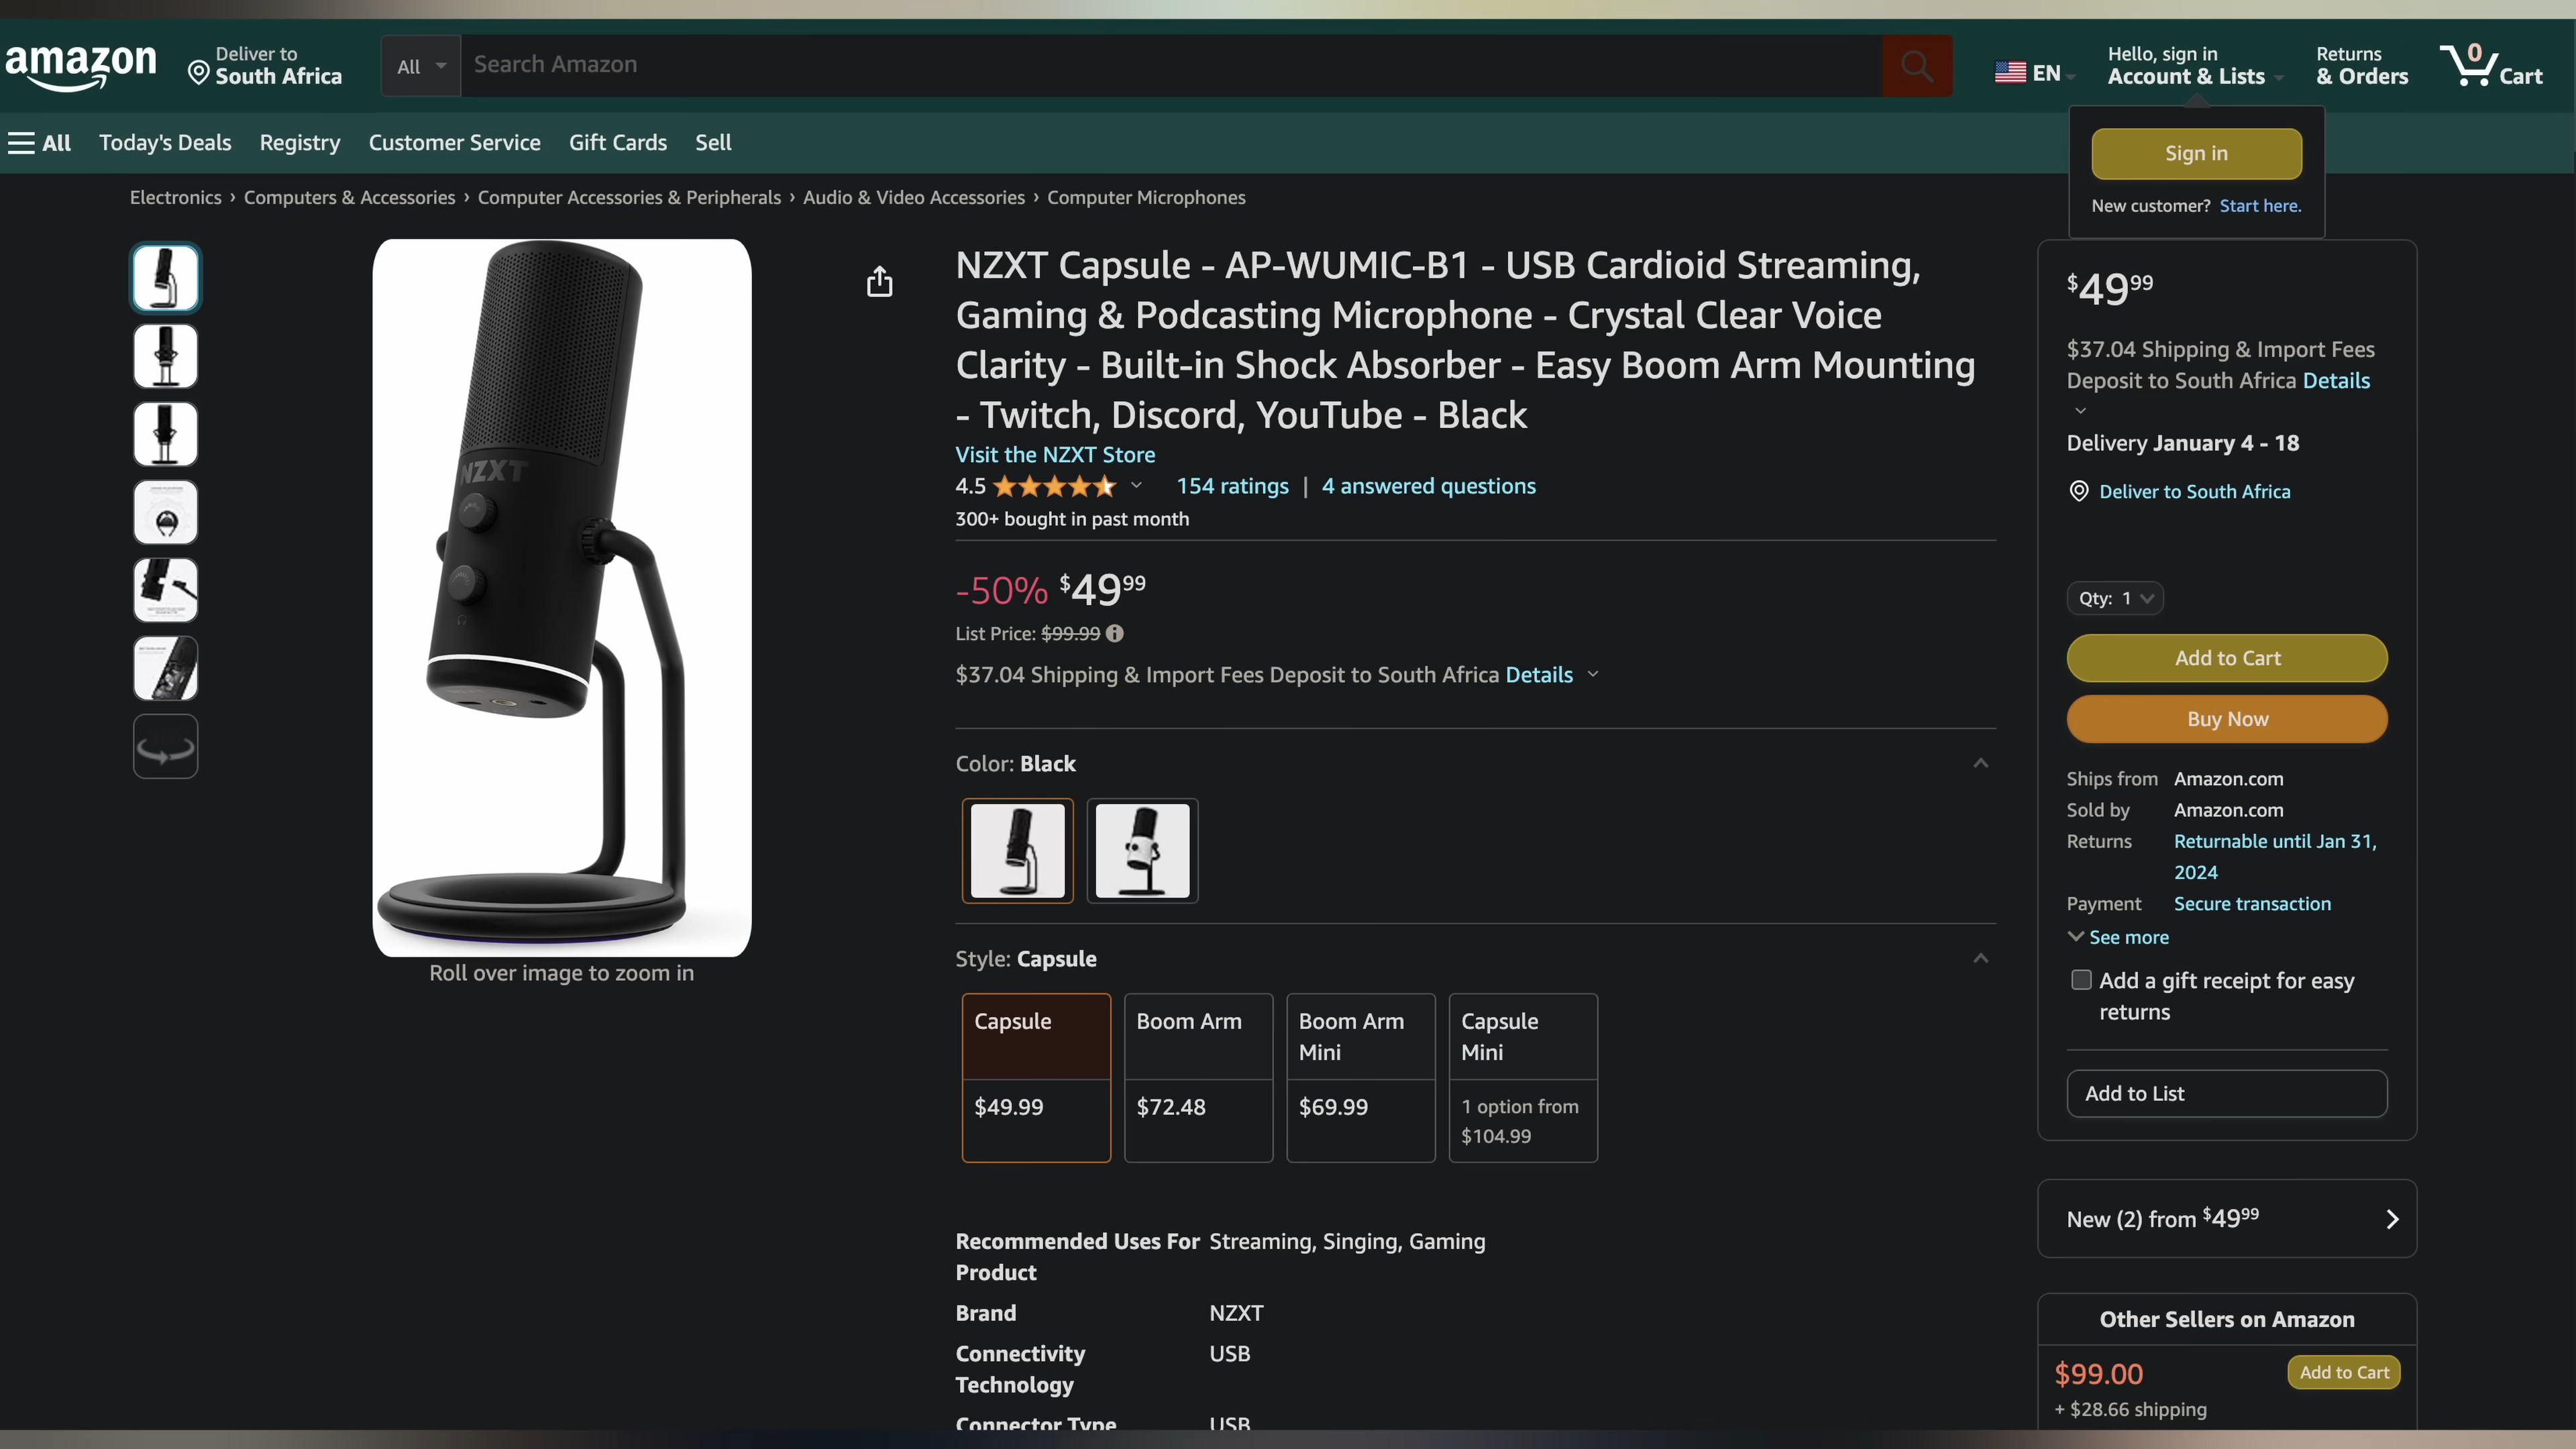 amazon
Deliver to
South Africa
All
Search Amazon
EN
Hello, sign in
Account & Lists
Returns
& Orders
0
Cart
All
Today's Deals
Registry
Customer Service
Gift Cards
Sell
Sign in
New customer? Start here.
Electronics › Computers & Accessories › Computer Accessories & Peripherals › Audio & Video Accessories › Computer Microphones
NZXT
Roll over image to zoom in
NZXT Capsule - AP-WUMIC-B1 - USB Cardioid Streaming,
Gaming & Podcasting Microphone - Crystal Clear Voice
Clarity - Built-in Shock Absorber - Easy Boom Arm Mounting
- Twitch, Discord, YouTube - Black
Visit the NZXT Store
4.5 154 ratings | 4 answered questions
300+ bought in past month
-50% $49.99
List Price: $99.99
$37.04 Shipping & Import Fees Deposit to South Africa Details
Color: Black
Style: Capsule
Capsule
$49.99
Boom Arm
$72.48
Boom Arm
Mini
$69.99
Capsule
Mini
1 option from
$104.99
Recommended Uses For Streaming, Singing, Gaming
Product
Brand NZXT
Connectivity USB
Technology
Connector Type USB
$49.99
$37.04 Shipping & Import Fees
Deposit to South Africa Details
Delivery January 4 - 18
Deliver to South Africa
Qty: 1
Add to Cart
Buy Now
Ships from Amazon.com
Sold by Amazon.com
Returns Returnable until Jan 31,
2024
Payment Secure transaction
See more
Add a gift receipt for easy
returns
Add to List
New (2) from $49.99
Other Sellers on Amazon
$99.00
Add to Cart
+ $28.66 shipping